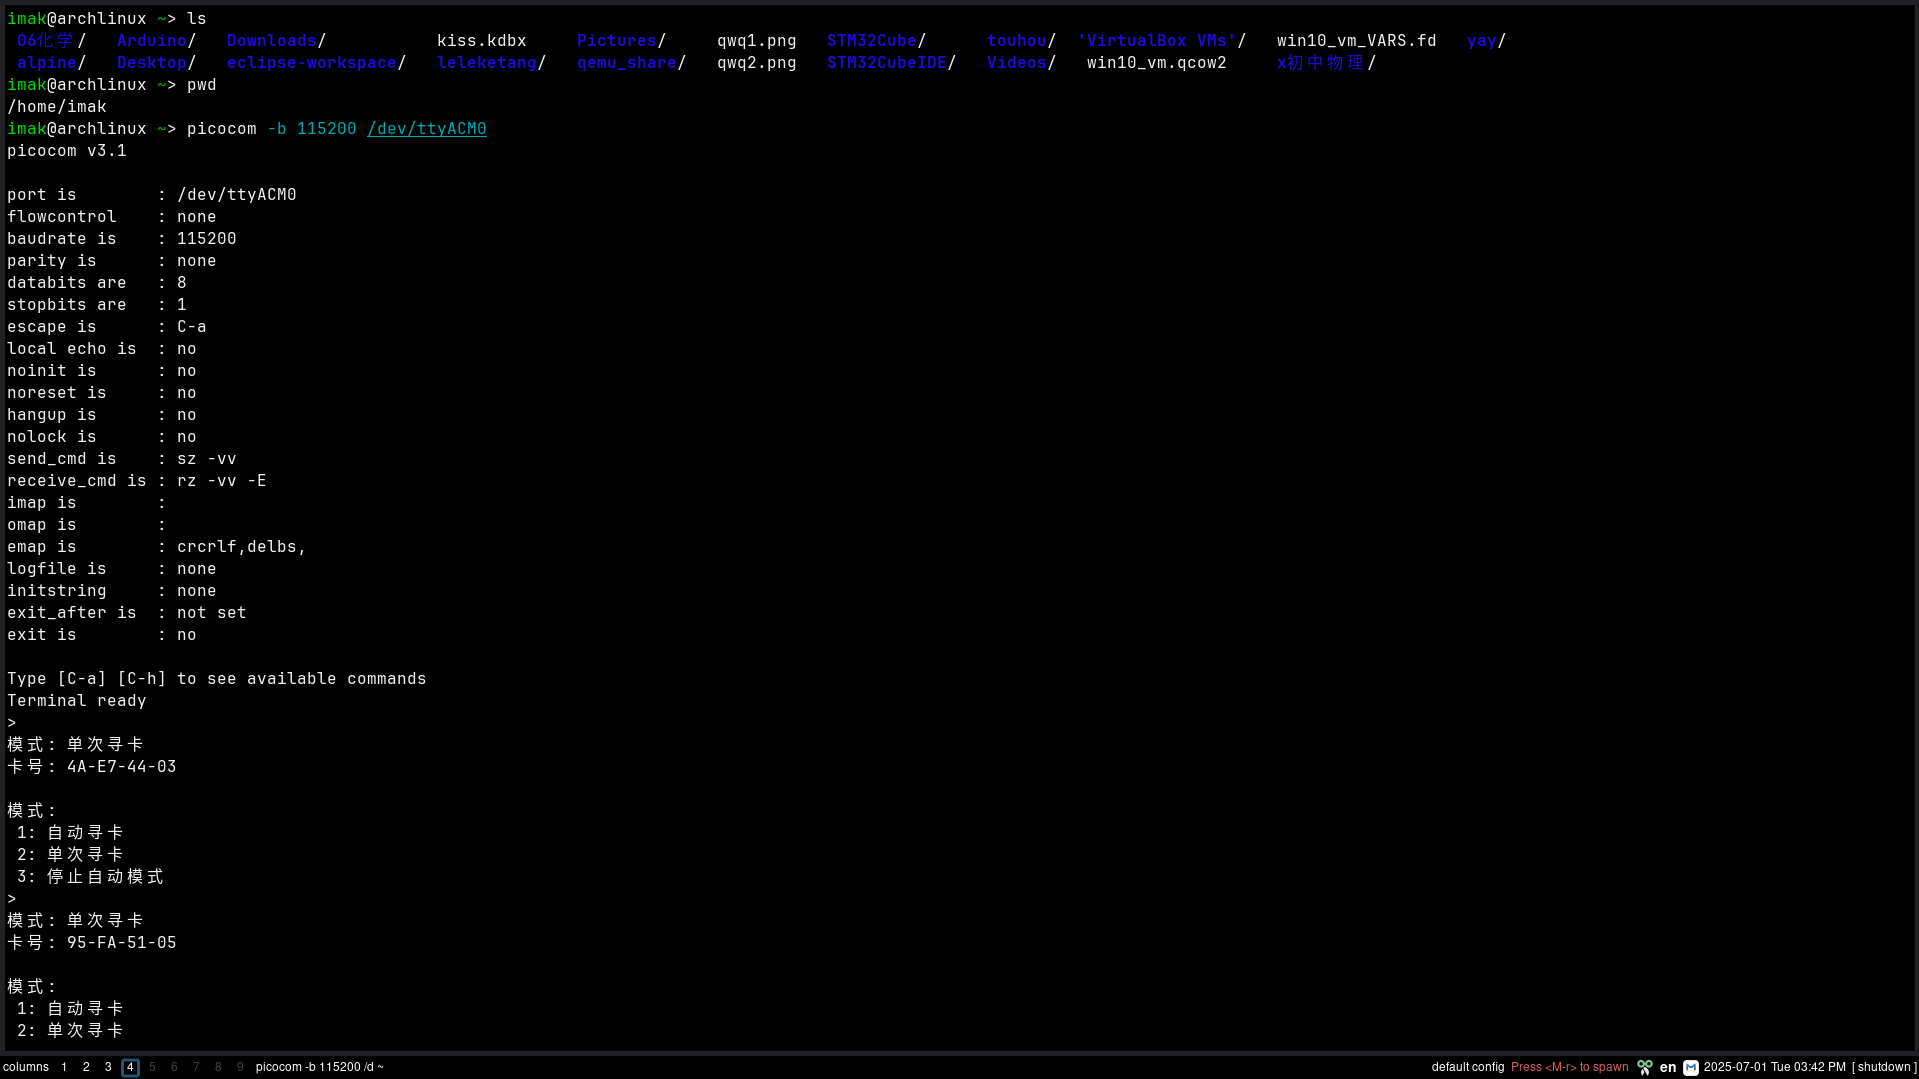 imak@archlinux ~> ls
06化学/ Arduino/ Downloads/ kiss.kdbx Pictures/ qwq1.png STM32Cube/ touhou/ 'VirtualBox VMs'/ win10_vm_VARS.fd yay/
alpine/ Desktop/ eclipse-workspace/ leleketang/ qemu_share/ qwq2.png STM32CubeIDE/ Videos/ win10_vm.qcow2 x初中物理/
imak@archlinux ~> pwd
/home/imak
imak@archlinux ~> picocom -b 115200 /dev/ttyACM0
picocom v3.1
port is : /dev/ttyACM0
flowcontrol : none
baudrate is : 115200
parity is : none
databits are : 8
stopbits are : 1
escape is : C-a
local echo is : no
noinit is : no
noreset is : no
hangup is : no
nolock is : no
send_cmd is : sz -vv
receive_cmd is : rz -vv -E
imap is :
omap is :
emap is : crcrlf,delbs,
logfile is : none
initstring : none
exit_after is : not set
exit is : no
Type [C-a] [C-h] to see available commands
Terminal ready
>
模式: 单次寻卡
卡号: 4A-E7-44-03
模式:
1: 自动寻卡
2: 单次寻卡
3: 停止自动模式
>
模式: 单次寻卡
卡号: 95-FA-51-05
模式:
1: 自动寻卡
2: 单次寻卡
columns 1 2 3 4 5 6 7 8 9 picocom -b 115200 /d ~ default config Press <M-r> to spawn en 2025-07-01 Tue 03:42 PM [ shutdown ]